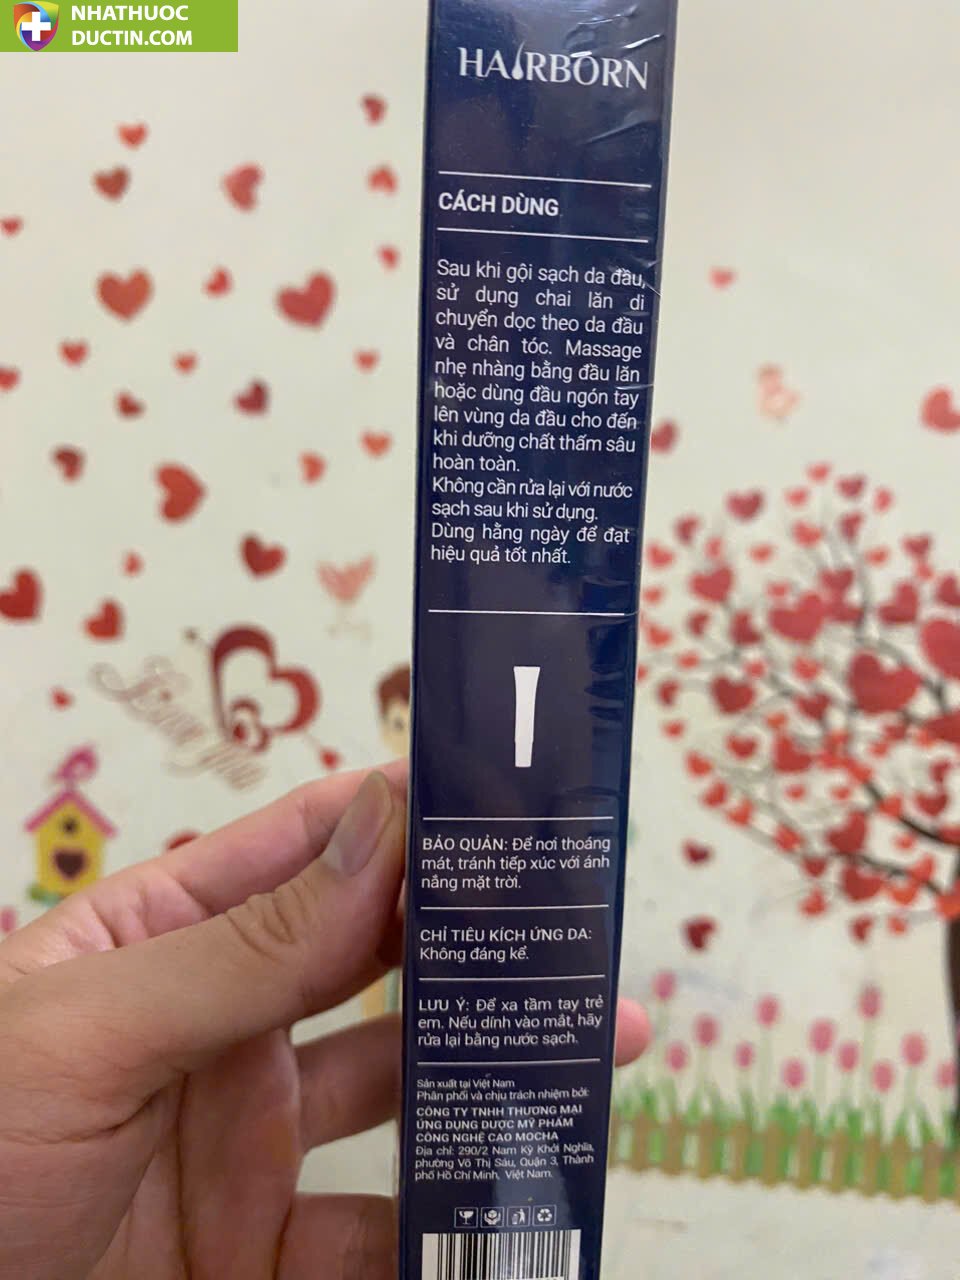 NHATHUOC
DUCTIN.COM
HAIRBORN
CÁCH DÙNG
Sau khi gội sạch da đầu,
sử dụng chai lăn di
chuyển dọc theo da đầu
và chân tóc. Massage
nhẹ nhàng bằng đầu lăn
hoặc dùng đầu ngón tay
lên vùng da đầu cho đến
khi dưỡng chất thấm sâu
hoàn toàn.
Không cần rửa lại với nước
sạch sau khi sử dụng.
Dùng hằng ngày để đạt
hiệu quả tốt nhất.
BẢO QUẢN: Để nơi thoáng
mát, tránh tiếp xúc với ánh
nắng mặt trời.
CHỈ TIÊU KÍCH ỨNG DA:
Không đáng kể.
LƯU Ý: Để xa tầm tay trẻ
em. Nếu dính vào mắt, hãy
rửa lại bằng nước sạch.
Sản xuất tại Việt Nam
Phân phối và chịu trách nhiệm bởi:
CÔNG TY TNHH THƯƠNG MẠI
ỨNG DỤNG DƯỢC MỸ PHẨM
CÔNG NGHỆ CAO MOCHA
Địa chỉ: 290/2 Nam Kỳ Khởi Nghĩa,
phường Võ Thị Sáu, Quận 3, Thành
phố Hồ Chí Minh, Việt Nam.